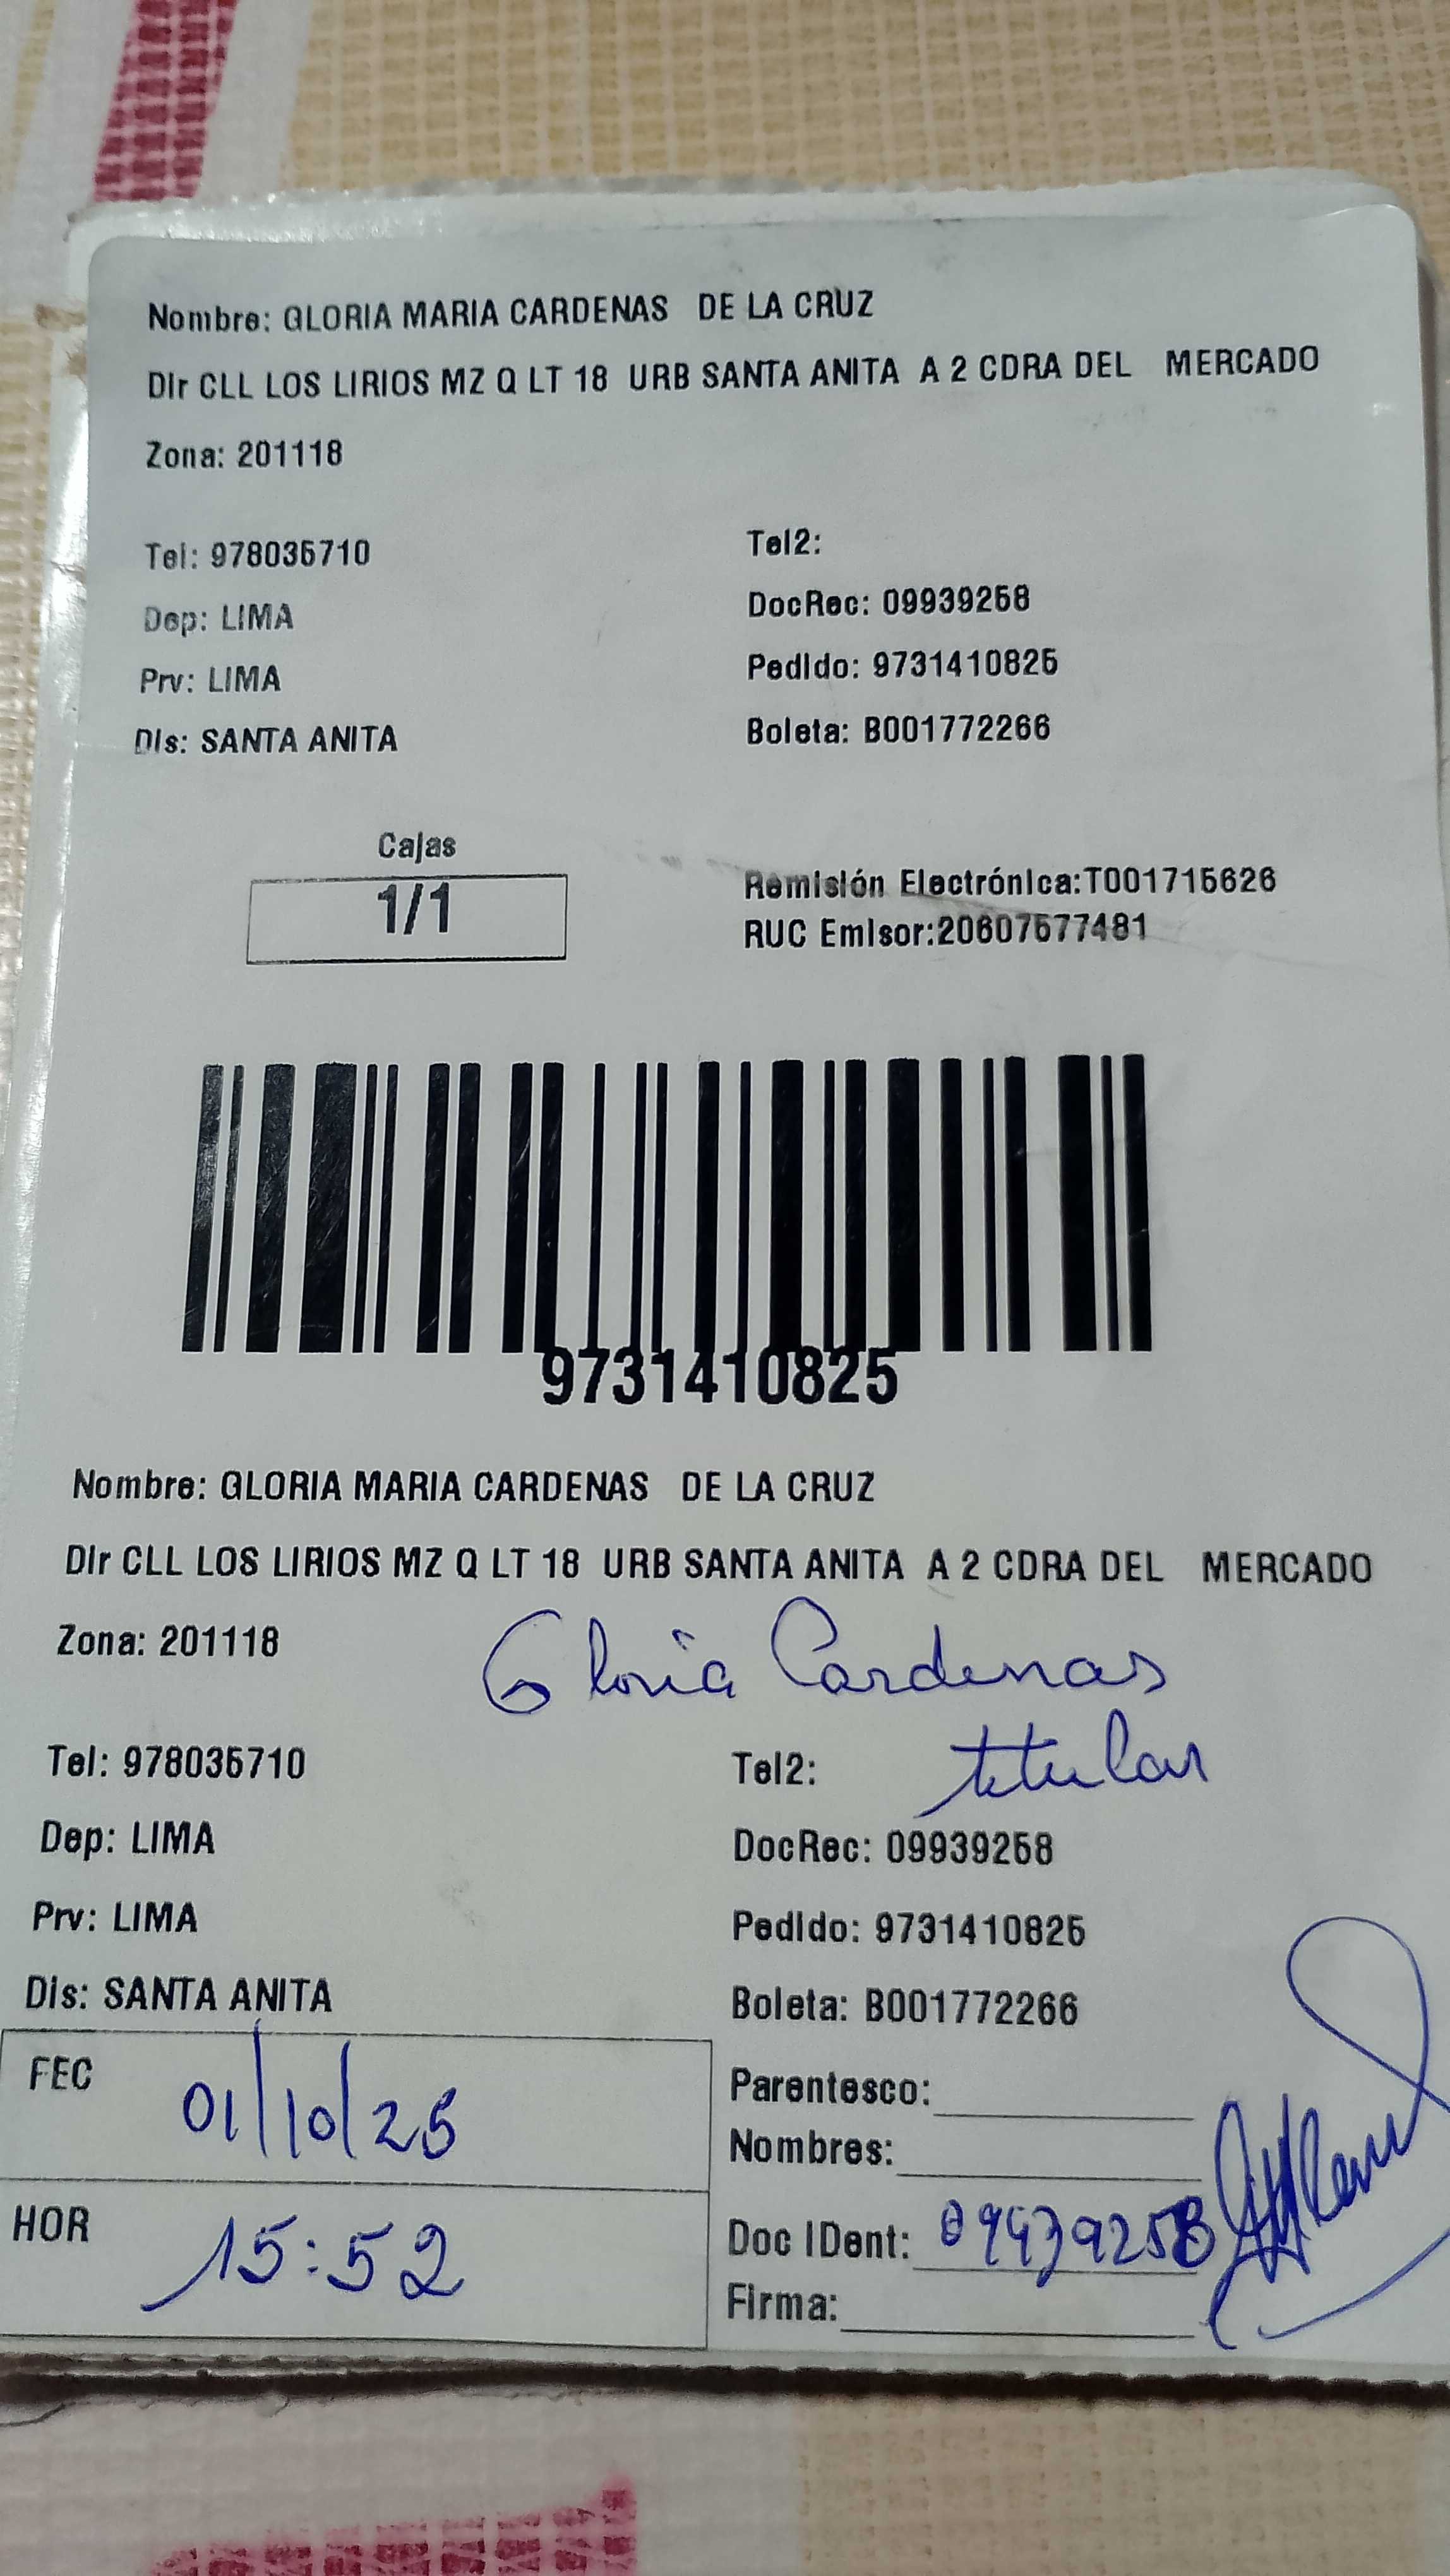 Nombre: GLORIA MARIA CARDENAS DE LA CRUZ
Dir CLL LOS LIRIOS MZ Q LT 18 URB SANTA ANITA A 2 CDRA DEL MERCADO
Zona: 201118
Tel: 978035710
Tel2:
Dep: LIMA
DocRec: 09939258
Prv: LIMA
Pedido: 9731410825
Dis: SANTA ANITA
Boleta: B001772266
Cajas
1/1
Remisión Electrónica:T001715626
RUC Emisor:20607577481
9731410825
Nombre: GLORIA MARIA CARDENAS DE LA CRUZ
Dir CLL LOS LIRIOS MZ Q LT 18 URB SANTA ANITA A 2 CDRA DEL MERCADO
Zona: 201118
Gloria Cardenas
titular
Tel: 978035710
Tel2:
Dep: LIMA
DocRec: 09939258
Prv: LIMA
Pedido: 9731410825
Dis: SANTA ANITA
Boleta: B001772266
FEC 01/10/25
Parentesco:
Nombres:
HOR 15:52
Doc IDent: 09939258
Firma: